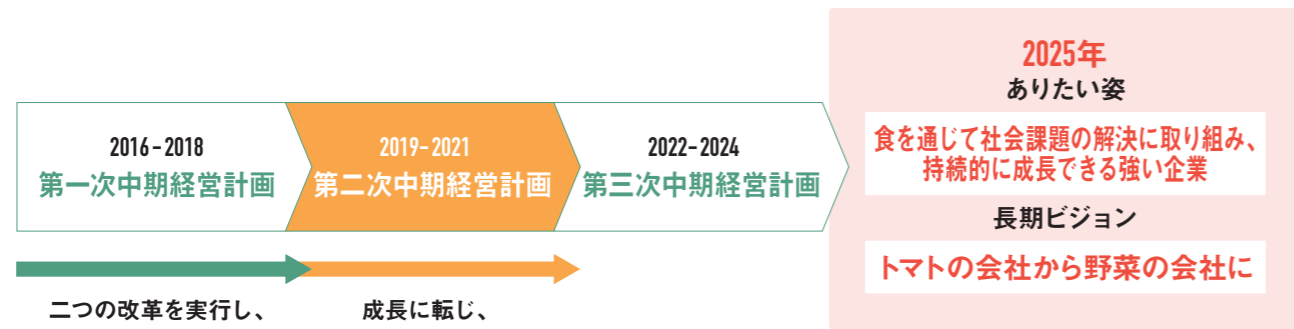 2016-2018
第一次中期経営計画
2019-2021
第二次中期経営計画
2022-2024
第三次中期経営計画
二つの改革を実行し、
成長に転じ、
2025年
ありたい姿
食を通じて社会課題の解決に取り組み、
持続的に成長できる強い企業
長期ビジョン
トマトの会社から野菜の会社に